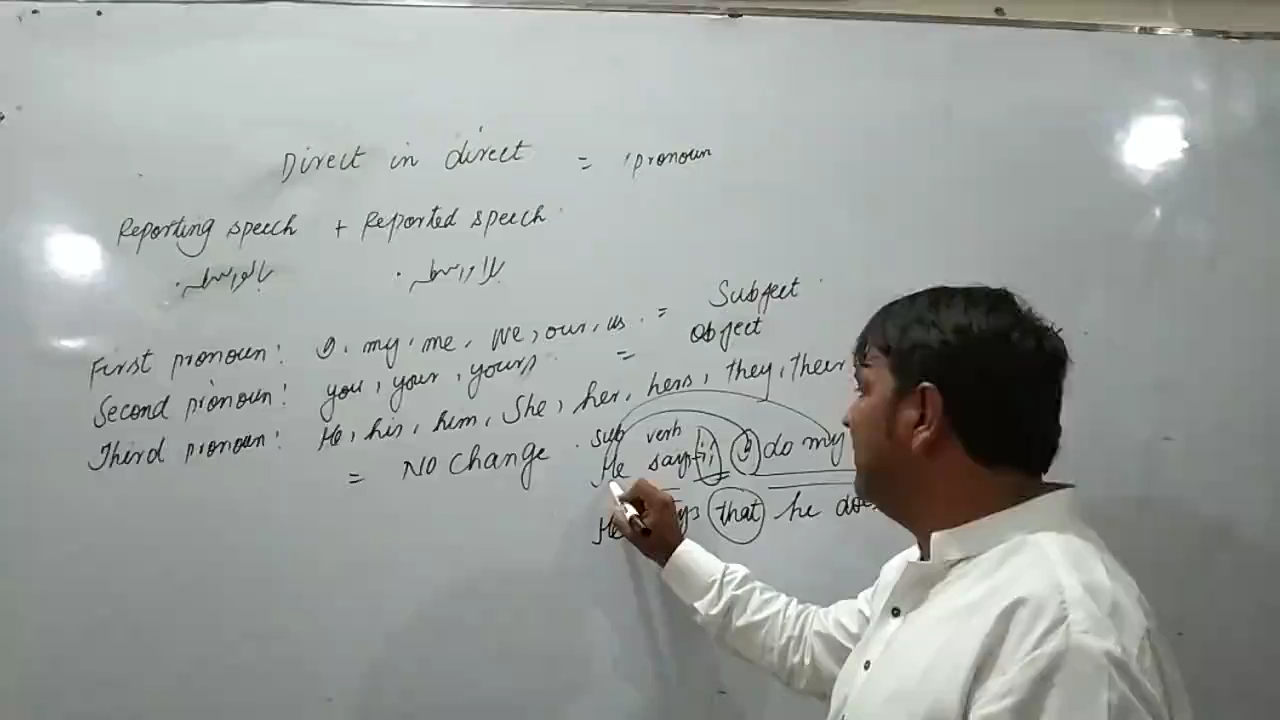 Direct in direct = pronoun
Reporting speech + Reported speech
First pronoun: I, my, me, we, our, us. = Subject
Second pronoun: you, your, yours = Object
Third pronoun: He, his, him, She, her, hers, they, their
= No change
Sub verb
He says I do my
He that he